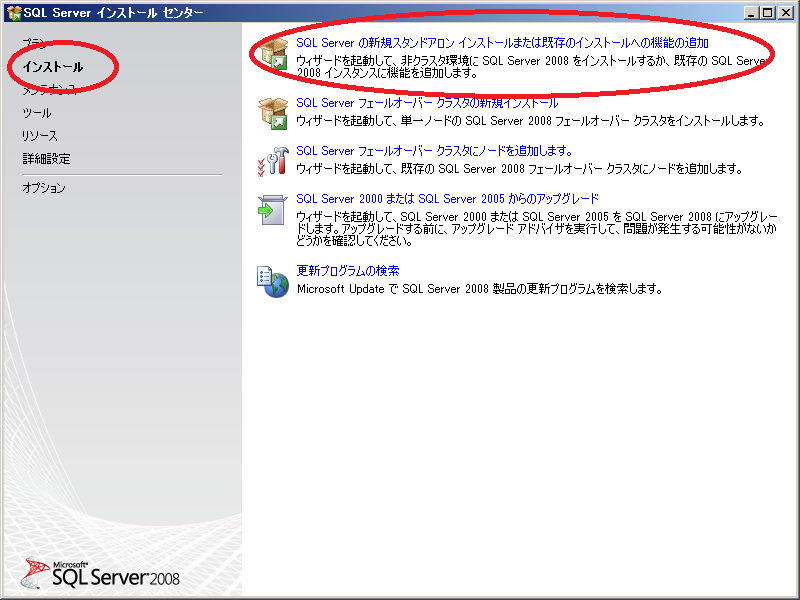 SQL Server インストール センター
プラン
インストール
メンテナンス
ツール
リソース
詳細設定
オプション
SQL Server の新規スタンドアロン インストールまたは既存のインストールへの機能の追加
ウィザードを起動して、非クラスタ環境に SQL Server 2008 をインストールするか、既存の SQL Server
2008 インスタンスに機能を追加します。
SQL Server フェールオーバー クラスタの新規インストール
ウィザードを起動して、単一ノードの SQL Server 2008 フェールオーバー クラスタをインストールします。
SQL Server フェールオーバー クラスタにノードを追加します。
ウィザードを起動して、既存の SQL Server 2008 フェールオーバー クラスタにノードを追加します。
SQL Server 2000 または SQL Server 2005 からのアップグレード
ウィザードを起動して、SQL Server 2000 または SQL Server 2005 を SQL Server 2008 にアップグレー
ドします。アップグレードする前に、アップグレード アドバイザを実行して、問題が発生する可能性がないか
どうかを確認してください。
更新プログラムの検索
Microsoft Update で SQL Server 2008 製品の更新プログラムを検索します。
Microsoft®
SQL Server 2008